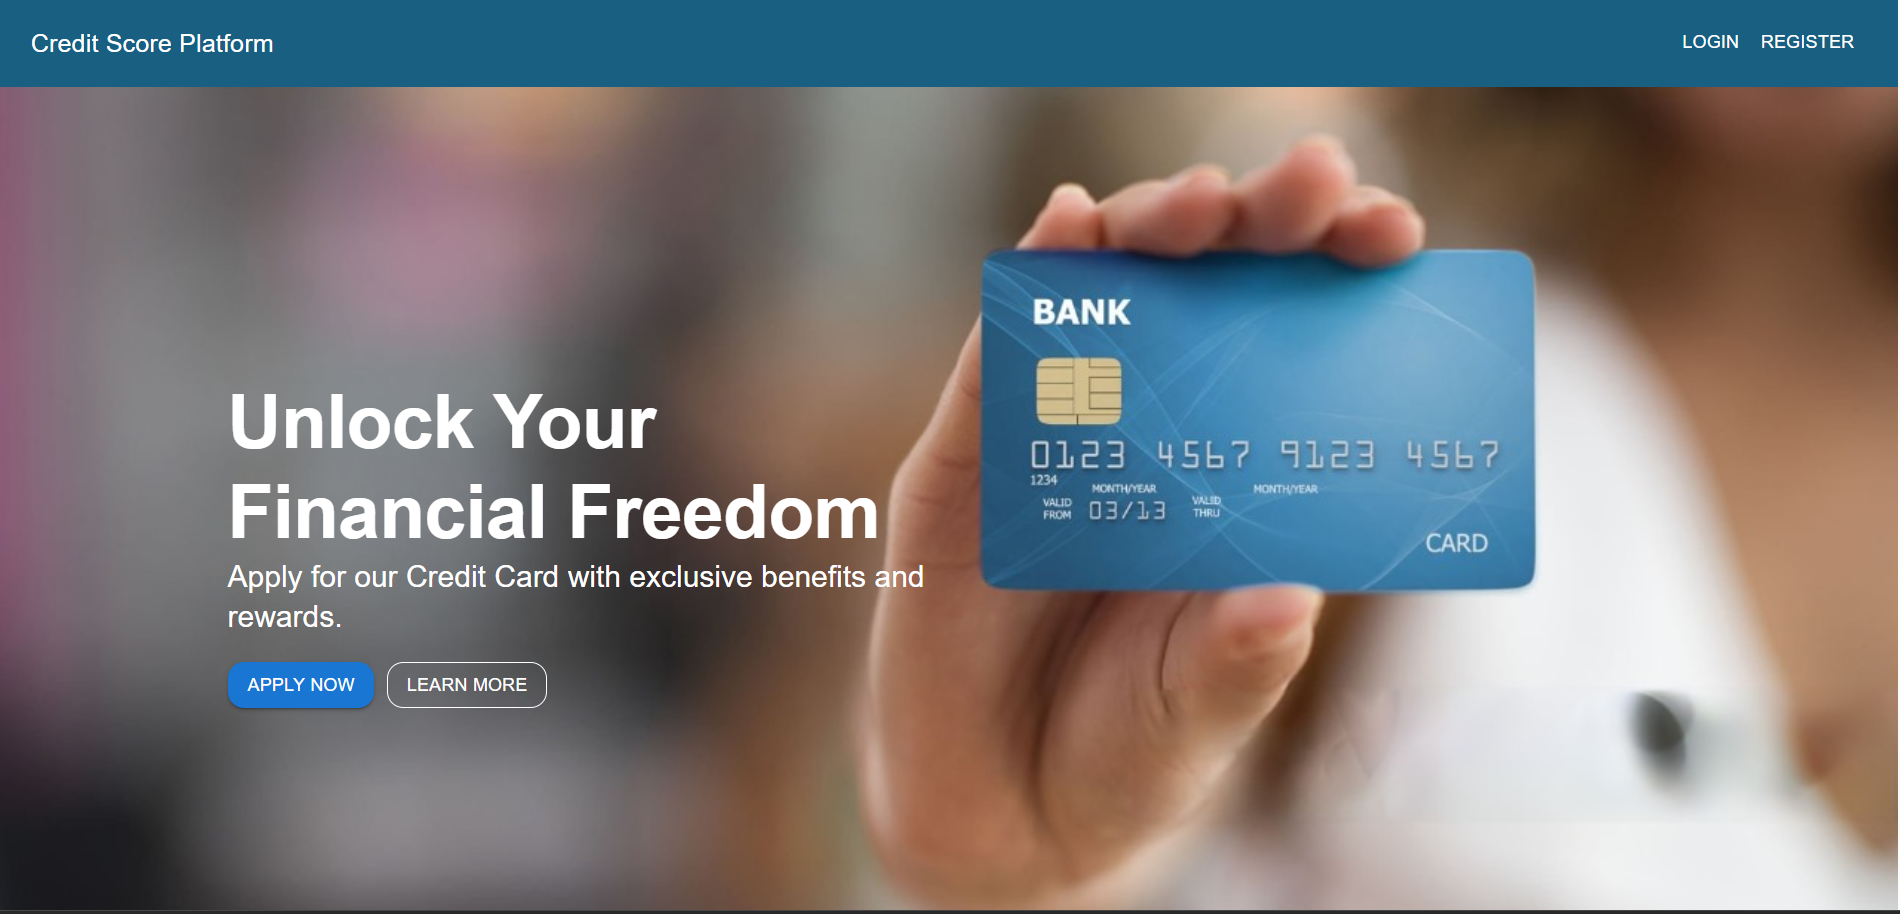 Credit Score Platform
LOGIN REGISTER
BANK
Unlock Your
Financial Freedom
Apply for our Credit Card with exclusive benefits and
rewards.
APPLY NOW LEARN MORE
0123 4567 9123 4567
1234
MONTH/YEAR MONTH/YEAR
VALID FROM 03/13 VALID THRU
CARD